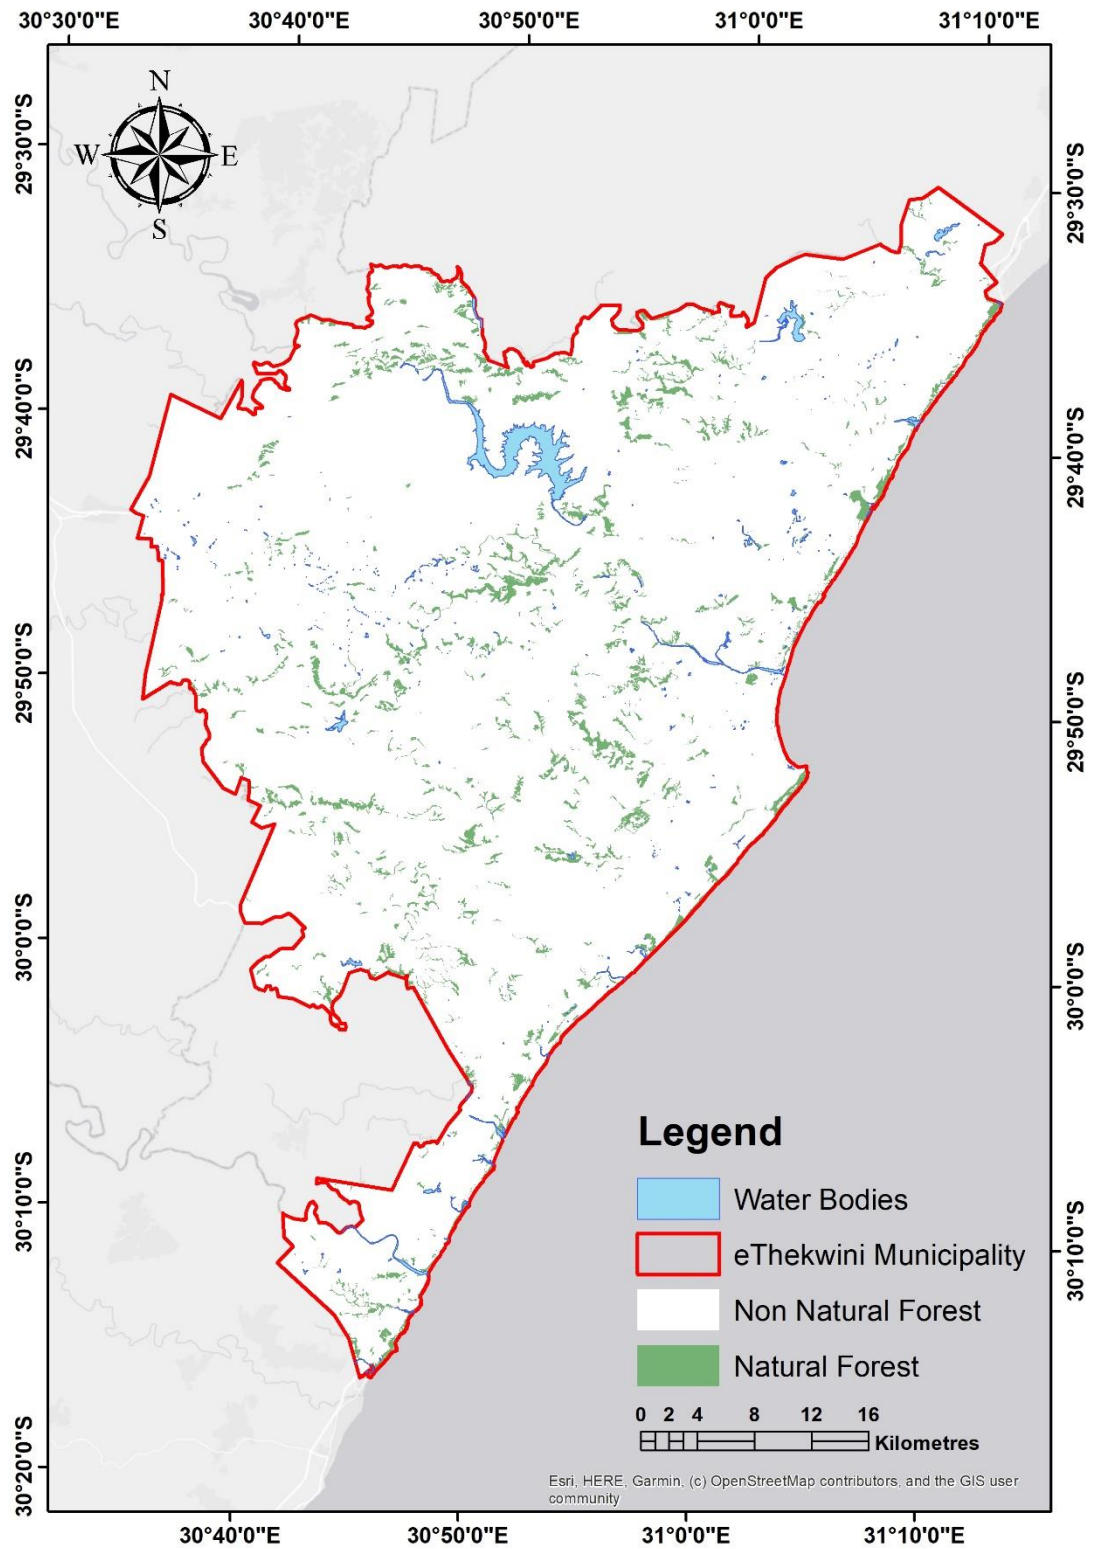 30°30'0"E 30°40'0"E 30°50'0"E 31°00"E 31°10'0"E
N
W E
S
29°30'0"S
29°40'0"S
29°50'0"S
30°0'0"S
30°10'0"S
30°20'0"S
29°30'0"S
29°40'0"S
29°50'0"S
30°0'0"S
30°10'0"S
Legend
Water Bodies
eThekwini Municipality
Non Natural Forest
Natural Forest
0 2 4 8 12 16
Kilometres
Esri, HERE, Garmin, (c) OpenStreetMap contributors, and the GIS user
community
30°40'0"E 30°50'0"E 31°00"E 31°10'0"E